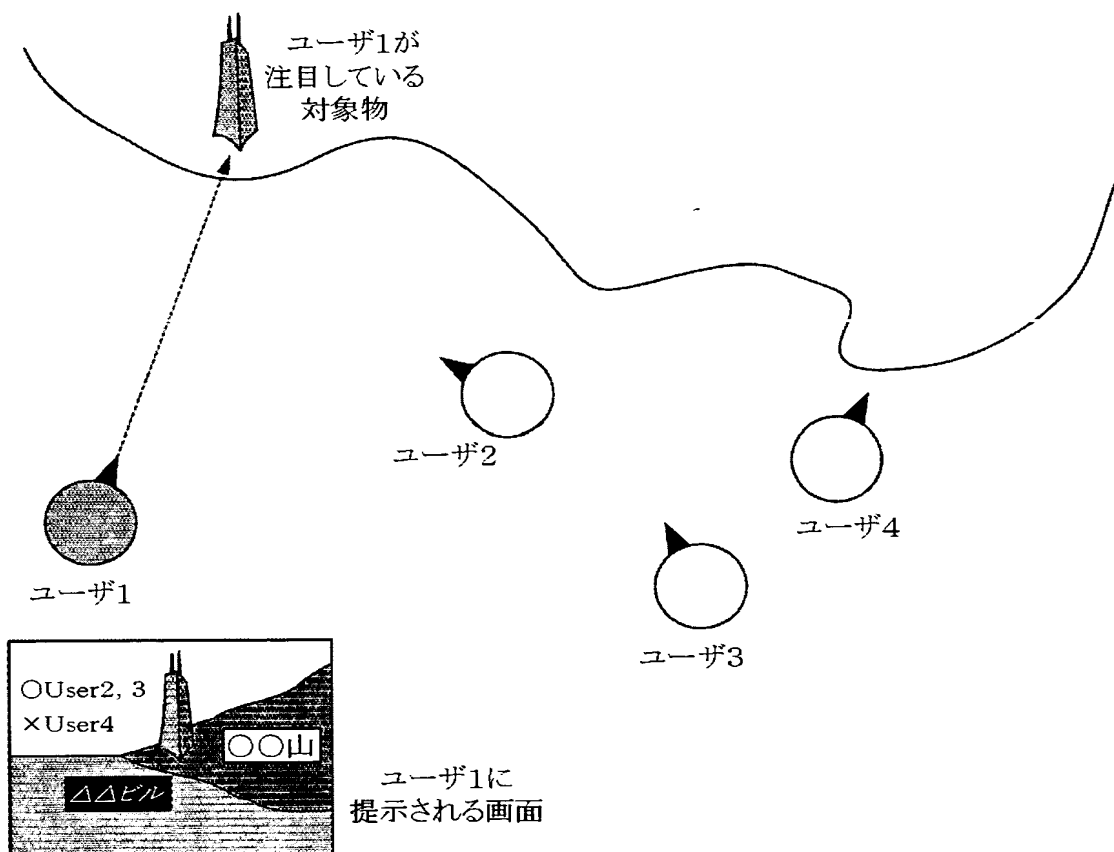 ユーザ1が
注目している
対象物
ユーザ2
ユーザ4
ユーザ1
ユーザ3
○User2, 3
×User4
○○山
△△ビル
ユーザ1に
提示される画面